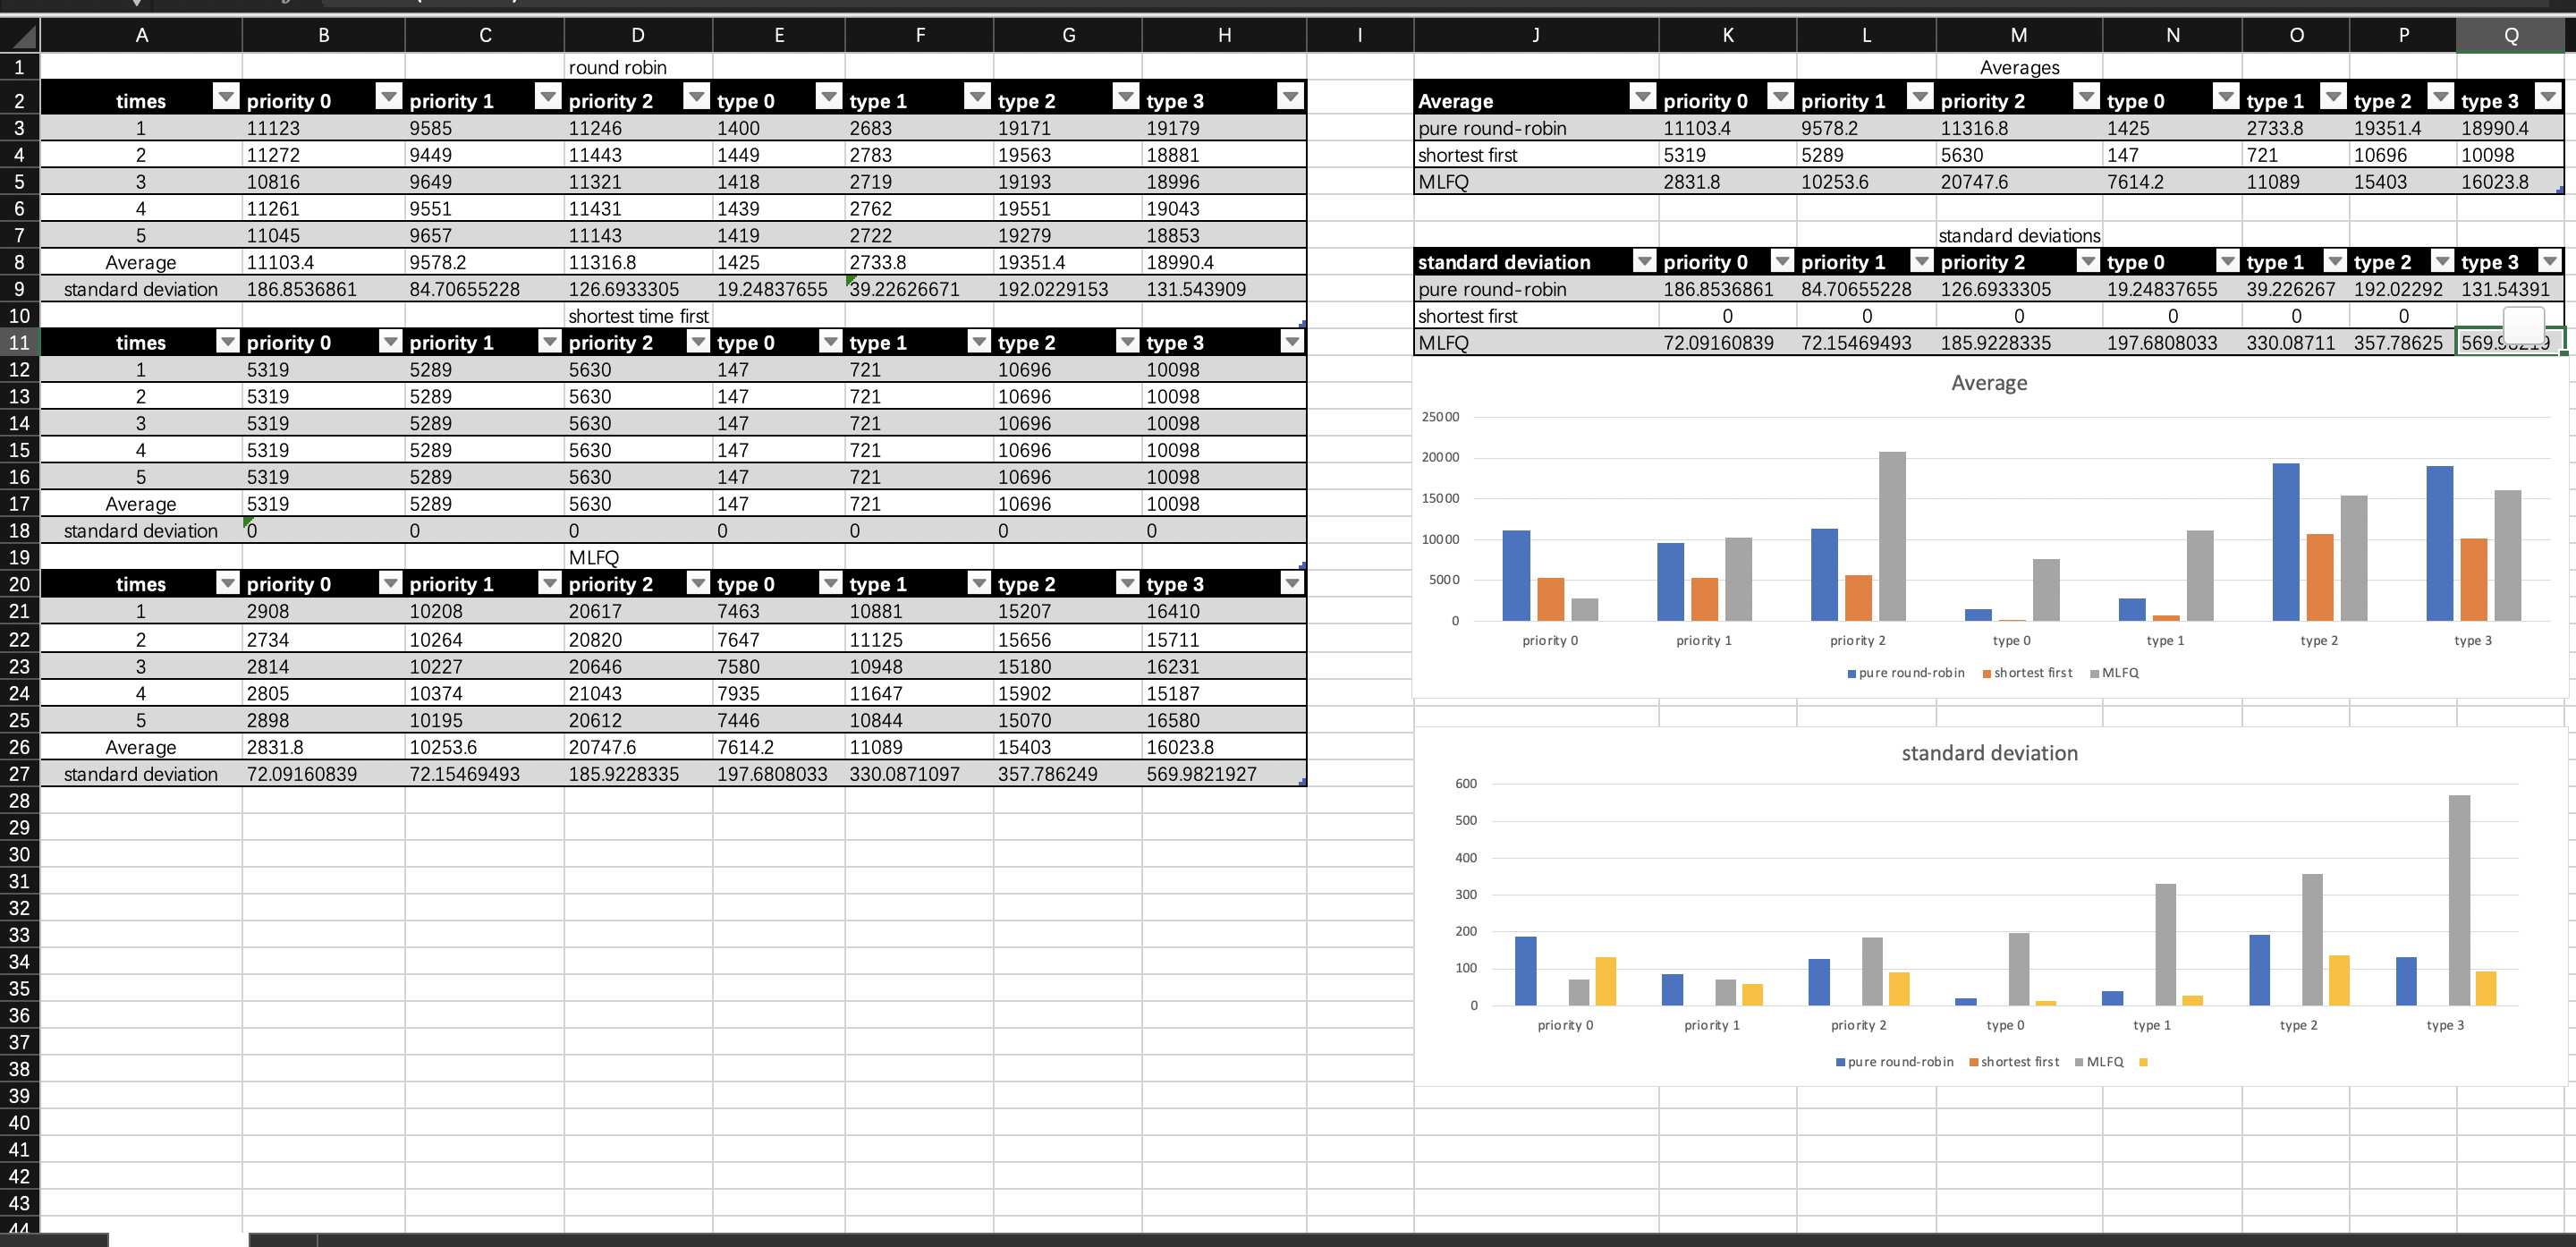 A B C D E F G H I J K L M N O P Q
1 round robin Averages
2 times priority 0 priority 1 priority 2 type 0 type 1 type 2 type 3 Average priority 0 priority 1 priority 2 type 0 type 1 type 2 type 3
3 1 11123 9585 11246 1400 2683 19171 19179 pure round-robin 11103.4 9578.2 11316.8 1425 2733.8 19351.4 18990.4
4 2 11272 9449 11443 1449 2783 19563 18881 shortest first 5319 5289 5630 147 721 10696 10098
5 3 10816 9649 11321 1418 2719 19193 18996 MLFQ 2831.8 10253.6 20747.6 7614.2 11089 15403 16023.8
6 4 11261 9551 11431 1439 2762 19551 19043
7 5 11045 9657 11143 1419 2722 19279 18853 standard deviations
8 Average 11103.4 9578.2 11316.8 1425 2733.8 19351.4 18990.4 standard deviation priority 0 priority 1 priority 2 type 0 type 1 type 2 type 3
9 standard deviation 186.8536861 84.70655228 126.6933305 19.24837655 39.22626671 192.0229153 131.543909 pure round-robin 186.8536861 84.70655228 126.6933305 19.24837655 39.226267 192.02292 131.54391
10 shortest time first shortest first 0 0 0 0 0 0
11 times priority 0 priority 1 priority 2 type 0 type 1 type 2 type 3 MLFQ 72.09160839 72.15469493 185.9228335 197.6808033 330.08711 357.78625
12 1 5319 5289 5630 147 721 10696 10098
13 2 5319 5289 5630 147 721 10696 10098
14 3 5319 5289 5630 147 721 10696 10098
15 4 5319 5289 5630 147 721 10696 10098
16 5 5319 5289 5630 147 721 10696 10098
17 Average 5319 5289 5630 147 721 10696 10098
18 standard deviation 0 0 0 0 0 0 0
19 MLFQ
20 times priority 0 priority 1 priority 2 type 0 type 1 type 2 type 3
21 1 2908 10208 20617 7463 10881 15207 16410
22 2 2734 10264 20820 7647 11125 15656 15711
23 3 2814 10227 20646 7580 10948 15180 16231
24 4 2805 10374 21043 7935 11647 15902 15187
25 5 2898 10195 20612 7446 10844 15070 16580
26 Average 2831.8 10253.6 20747.6 7614.2 11089 15403 16023.8
27 standard deviation 72.09160839 72.15469493 185.9228335 197.6808033 330.0871097 357.786249 569.9821927
28
29
30
31
32
33
34
35
36
37
38
39
40
41
42
43
44
Average
25000
20000
15000
10000
5000
0
priority 0 priority 1 priority 2 type 0 type 1 type 2 type 3
pure round-robin shortest first MLFQ
standard deviation
600
500
400
300
200
100
0
priority 0 priority 1 priority 2 type 0 type 1 type 2 type 3
pure round-robin shortest first MLFQ